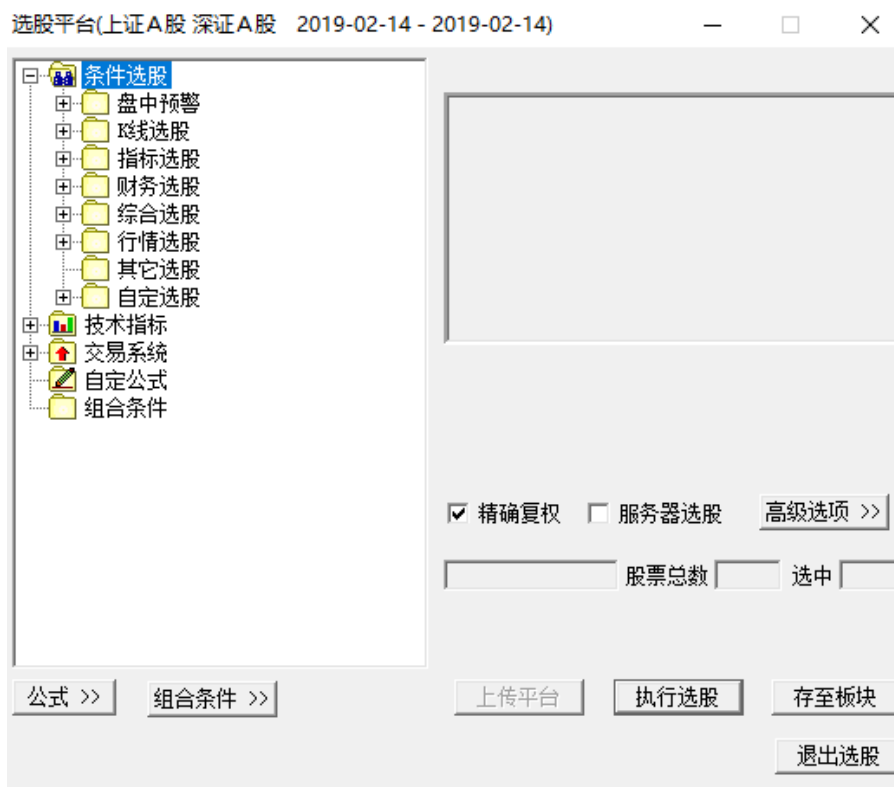 选股平台(上证A股 深证A股 2019-02-14 - 2019-02-14)
条件选股
盘中预警
K线选股
指标选股
财务选股
综合选股
行情选股
其它选股
自定选股
技术指标
交易系统
自定公式
组合条件
精确复权 服务器选股 高级选项 >>
股票总数 选中
公式 >> 组合条件 >> 上传平台 执行选股 存至板块
退出选股